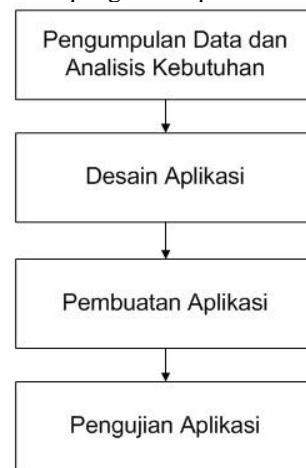 Pengumpulan Data dan
Analisis Kebutuhan
Desain Aplikasi
Pembuatan Aplikasi
Pengujian Aplikasi